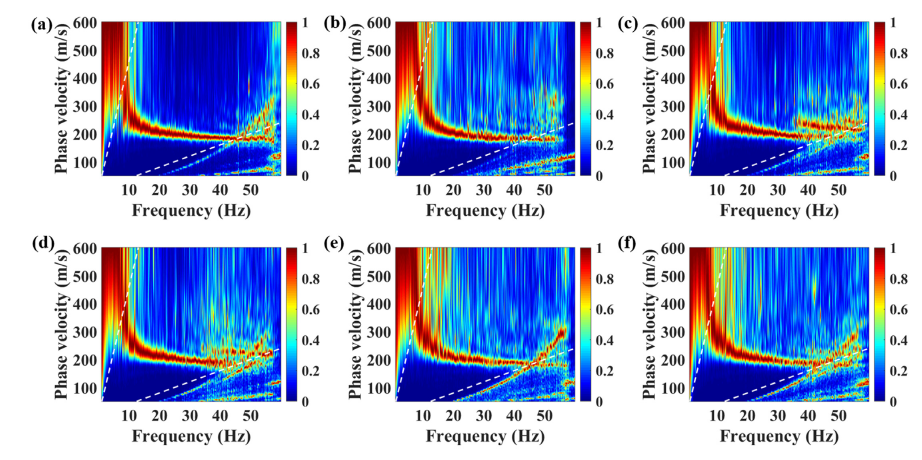 (a) Phase velocity (m/s) 600 500 400 300 200 100 10 20 30 40 50 Frequency (Hz) 1 0.8 0.6 0.4 0.2 0
(b) Phase velocity (m/s) 600 500 400 300 200 100 10 20 30 40 50 Frequency (Hz) 1 0.8 0.6 0.4 0.2 0
(c) Phase velocity (m/s) 600 500 400 300 200 100 10 20 30 40 50 Frequency (Hz) 1 0.8 0.6 0.4 0.2 0
(d) Phase velocity (m/s) 600 500 400 300 200 100 10 20 30 40 50 Frequency (Hz) 1 0.8 0.6 0.4 0.2 0
(e) Phase velocity (m/s) 600 500 400 300 200 100 10 20 30 40 50 Frequency (Hz) 1 0.8 0.6 0.4 0.2 0
(f) Phase velocity (m/s) 600 500 400 300 200 100 10 20 30 40 50 Frequency (Hz) 1 0.8 0.6 0.4 0.2 0